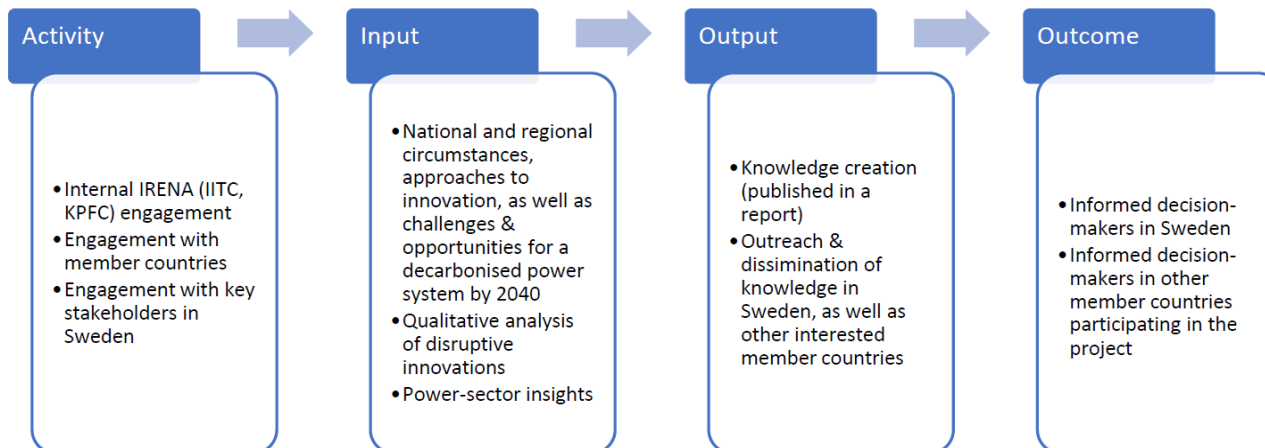 Activity
•Internal IRENA (IITC,
KPFC) engagement
•Engagement with
member countries
•Engagement with key
stakeholders in
Sweden
Input
•National and regional
circumstances,
approaches to
innovation, as well as
challenges &
opportunities for a
decarbonised power
system by 2040
•Qualitative analysis
of disruptive
innovations
•Power-sector insights
Output
•Knowledge creation
(published in a
report)
•Outreach &
dissimination of
knowledge in
Sweden, as well as
other interested
member countries
Outcome
•Informed decision-
makers in Sweden
•Informed decision-
makers in other
member countries
participating in the
project